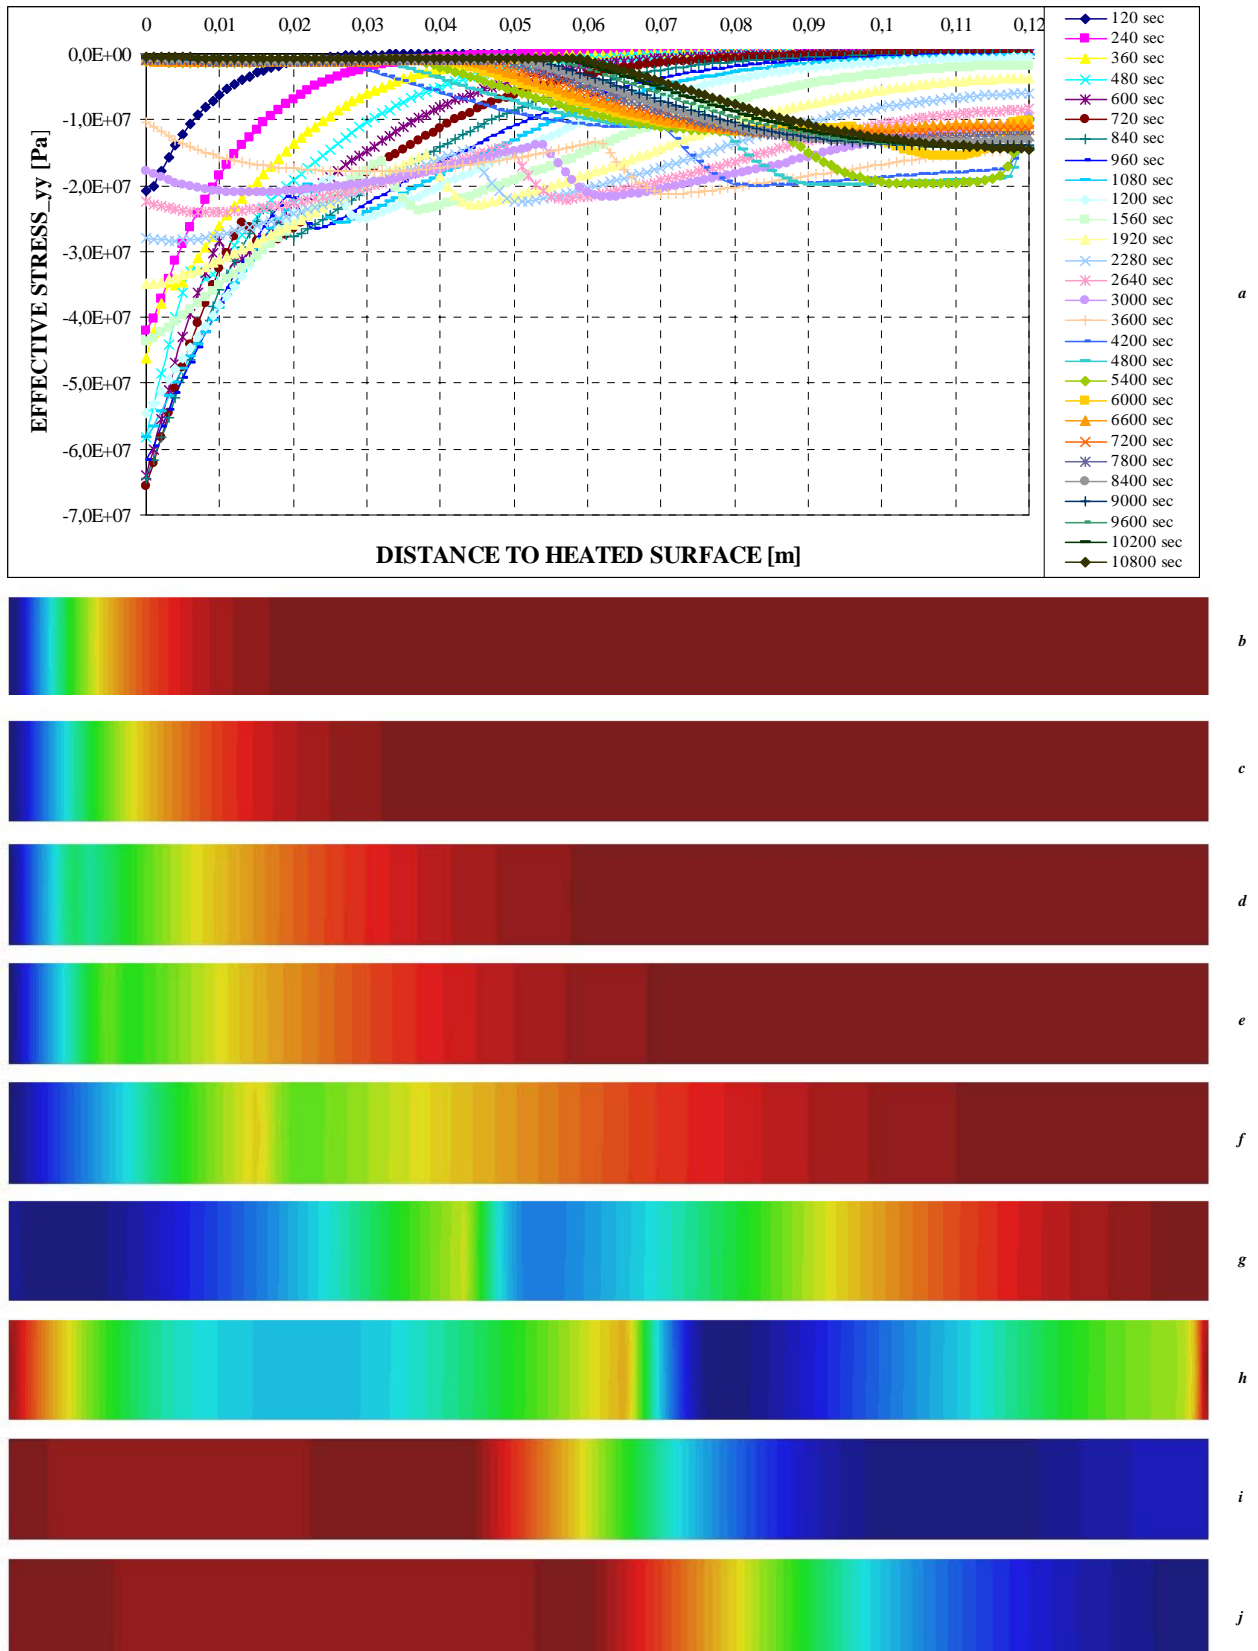 0 0,01 0,02 0,03 0,04 0,05 0,06 0,07 0,08 0,09 0,1 0,11 0,12
0,0E+00
-1,0E+07
-2,0E+07
-3,0E+07
-4,0E+07
-5,0E+07
-6,0E+07
-7,0E+07
EFFECTIVE STRESS_yy [Pa]
DISTANCE TO HEATED SURFACE [m]
120 sec
240 sec
360 sec
480 sec
600 sec
720 sec
840 sec
960 sec
1080 sec
1200 sec
1560 sec
1920 sec
2280 sec
2640 sec
3000 sec
3600 sec
4200 sec
4800 sec
5400 sec
6000 sec
6600 sec
7200 sec
7800 sec
8400 sec
9000 sec
9600 sec
10200 sec
10800 sec
a
b
c
d
e
f
g
h
i
j